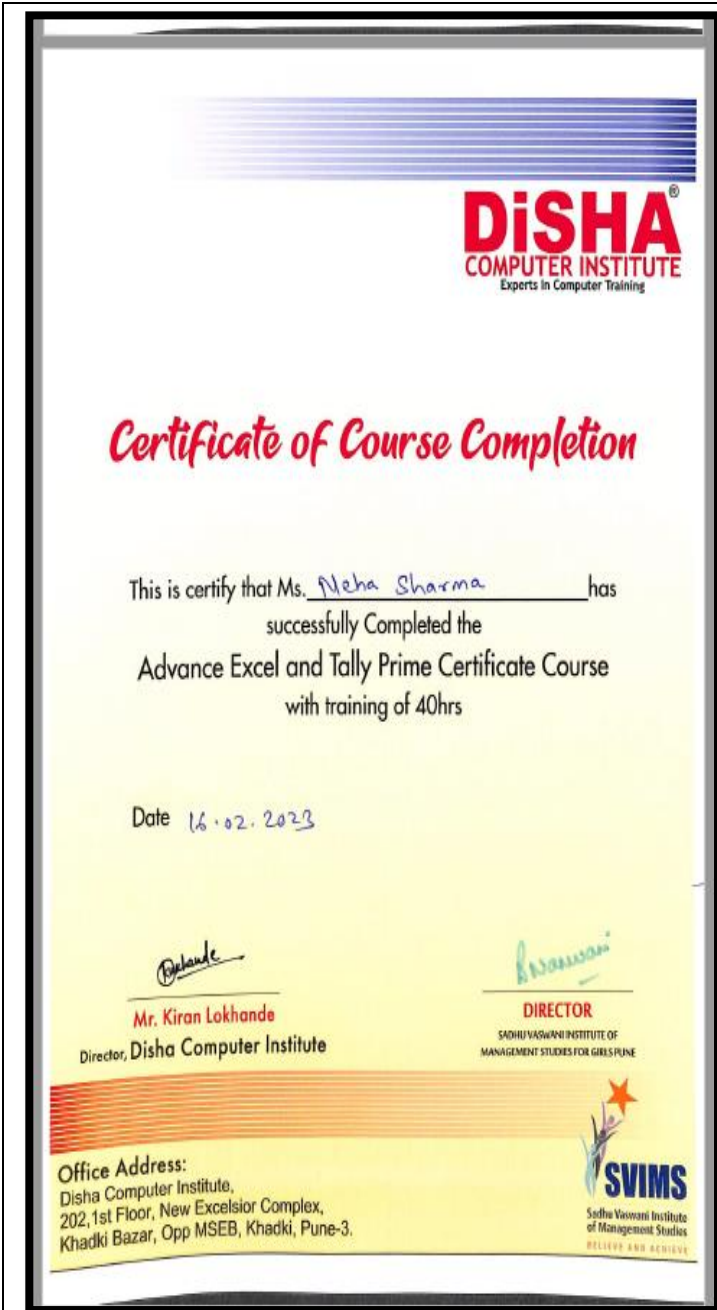 DiSHA®
COMPUTER INSTITUTE
Experts In Computer Training
Certificate of Course Completion
This is certify that Ms. Neha Sharma has
successfully Completed the
Advance Excel and Tally Prime Certificate Course
with training of 40hrs
Date 16.02.2023
Mr. Kiran Lokhande
Director, Disha Computer Institute
DIRECTOR
SADHU VASWANI INSTITUTE OF
MANAGEMENT STUDIES FOR GIRLS PUNE
Office Address:
Disha Computer Institute,
202,1st Floor, New Excelsior Complex,
Khadki Bazar, Opp MSEB, Khadki, Pune-3.
SVIMS
Sadhu Vaswani Institute
of Management Studies
BELIEVE AND ACHIEVE